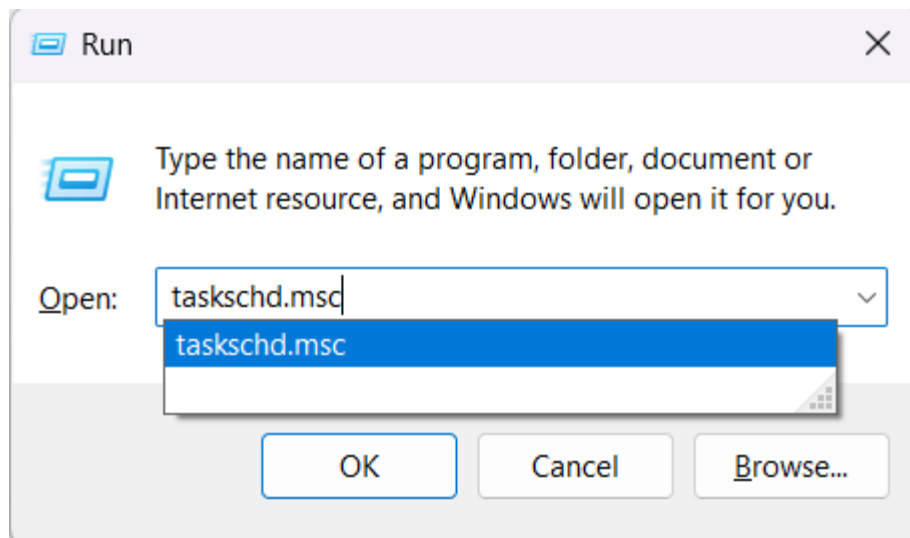 Run
Type the name of a program, folder, document or
Internet resource, and Windows will open it for you.
Open: taskschd.msc
taskschd.msc
OK Cancel Browse...